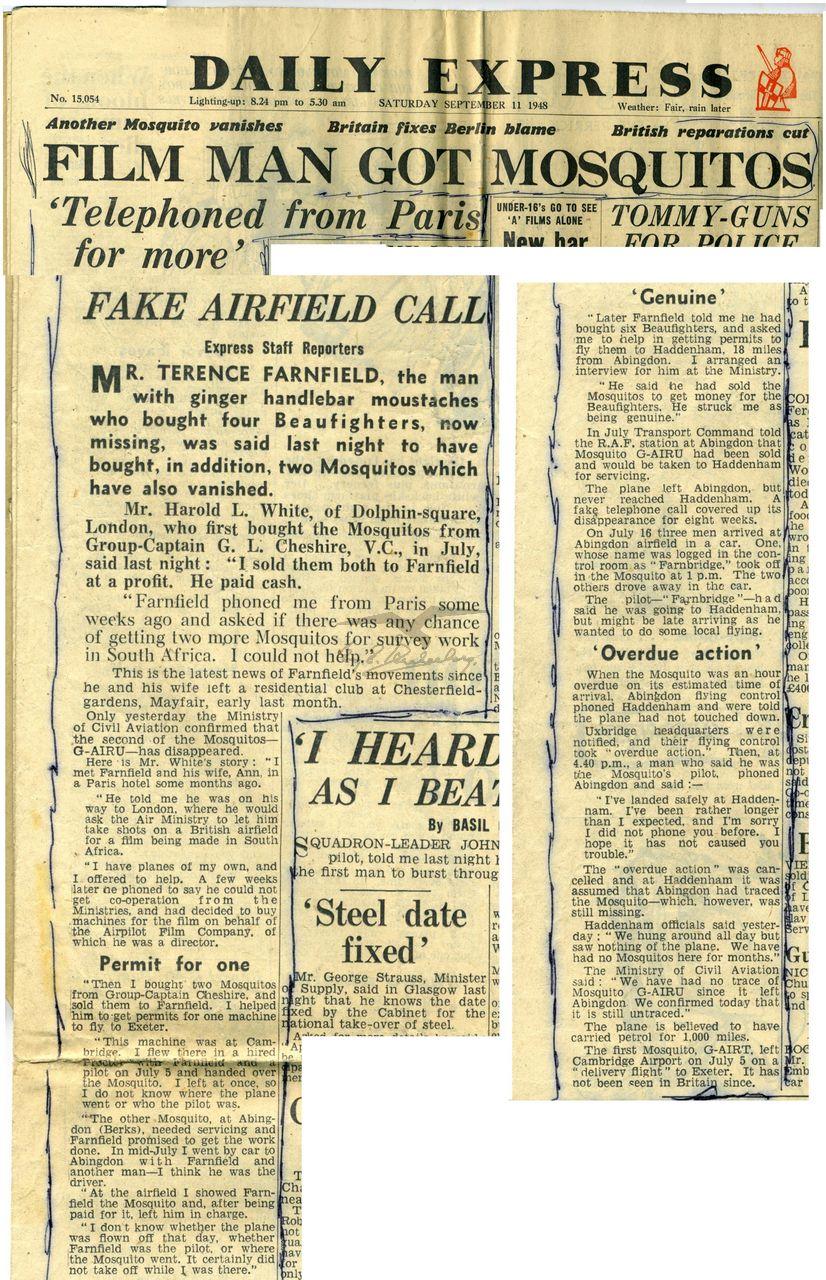 DAILY EXPRESS
No. 15,054
Lighting-up: 8.24 pm to 5.30 am
SATURDAY SEPTEMBER 11 1948
Weather: Fair, rain later
Another Mosquito vanishes
Britain fixes Berlin blame
British reparations cut
FILM MAN GOT MOSQUITOS
'Telephoned from Paris
for more'
UNDER-16's GO TO SEE
'A' FILMS ALONE
New bar
TOMMY-GUNS
FOR POLICE
FAKE AIRFIELD CALL
Express Staff Reporters
MR. TERENCE FARNFIELD, the man
with ginger handlebar moustaches
who bought four Beaufighters, now
missing, was said last night to have
bought, in addition, two Mosquitos which
have also vanished.
Mr. Harold L. White, of Dolphin-square,
London, who first bought the Mosquitos from
Group-Captain G. L. Cheshire, V.C., in July,
said last night: "I sold them both to Farnfield
at a profit. He paid cash.
"Farnfield phoned me from Paris some
weeks ago and asked if there was any chance
of getting two more Mosquitos for survey work
in South Africa. I could not help."
This is the latest news of Farnfield's movements since
he and his wife left a residential club at Chesterfield-
gardens, Mayfair, early last month.
Only yesterday the Ministry
of Civil Aviation confirmed that
the second of the Mosquitos—
G-AIRU—has disappeared.
Here is Mr. White's story: "I
met Farnfield and his wife, Ann, in
a Paris hotel some months ago.
"He told me he was on his
way to London, where he would
ask the Air Ministry to let him
take shots on a British airfield
for a film being made in South
Africa.
"I have planes of my own, and
I offered to help. A few weeks
later he phoned to say he could not
get co-operation from the
Ministries, and had decided to buy
machines for the film on behalf of
the Airpilot Film Company, of
which he was a director.
Permit for one
"Then I bought two Mosquitos
from Group-Captain Cheshire, and
sold them to Farnfield. I helped
him to get permits for one machine
to fly to Exeter.
"This machine was at Cam-
bridge. I flew there in a hired
Proctor with Farnfield and a
pilot on July 5 and handed over
the Mosquito. I left at once, so
I do not know where the plane
went or who the pilot was.
"The other Mosquito, at Abing-
don (Berks), needed servicing and
Farnfield promised to get the work
done. In mid-July I went by car to
Abingdon with Farnfield and
another man—I think he was the
driver.
"At the airfield I showed Farn-
field the Mosquito and, after being
paid for it, left him in charge.
"I don't know whether the plane
was flown off that day, whether
Farnfield was the pilot, or where
the Mosquito went. It certainly did
not take off while I was there."
'I HEARD
AS I BEAT
By BASIL
SQUADRON-LEADER JOHN
pilot, told me last night
the first man to burst throug
'Steel date
fixed'
Mr. George Strauss, Minister
of Supply, said in Glasgow last
night that he knows the date
fixed by the Cabinet for the
national take-over of steel.
'Genuine'
"Later Farnfield told me he had
bought six Beaufighters, and asked
me to help in getting permits to
fly them to Haddenham, 18 miles
from Abingdon. I arranged an
interview for him at the Ministry.
"He said he had sold the
Mosquitos to get money for the
Beaufighters. He struck me as
being genuine."
In July Transport Command told
the R.A.F. station at Abingdon that
Mosquito G-AIRU had been sold
and would be taken to Haddenham
for servicing.
The plane left Abingdon, but
never reached Haddenham. A
fake telephone call covered up its
disappearance for eight weeks.
On July 16 three men arrived at
Abingdon airfield in a car. One,
whose name was logged in the con-
trol room as "Farnbridge," took off
in the Mosquito at 1 p.m. The two
others drove away in the car.
The pilot—"Farnbridge"—had
said he was going to Haddenham,
but might be late arriving as he
wanted to do some local flying.
'Overdue action'
When the Mosquito was an hour
overdue on its estimated time of
arrival, Abingdon flying control
phoned Haddenham and were told
the plane had not touched down.
Uxbridge headquarters were
notified, and their flying control
took "overdue action." Then, at
4.40 p.m., a man who said he was
the Mosquito's pilot, phoned
Abingdon and said:—
"I've landed safely at Hadden-
nam. I've been rather longer
than I expected, and I'm sorry
I did not phone you before. I
hope it has not caused you
trouble."
The "overdue action" was can-
celled and at Haddenham it was
assumed that Abingdon had traced
the Mosquito—which, however, was
still missing.
Haddenham officials said yester-
day: "We hung around all day but
saw nothing of the plane. We have
had no Mosquitos here for months."
The Ministry of Civil Aviation
said: "We have had no trace of
Mosquito G-AIRU since it left
Abingdon. We confirmed today that
it is still untraced."
The plane is believed to have
carried petrol for 1,000 miles.
The first Mosquito, G-AIRT, left
Cambridge Airport on July 5 on a
"delivery flight" to Exeter. It has
not been seen in Britain since.